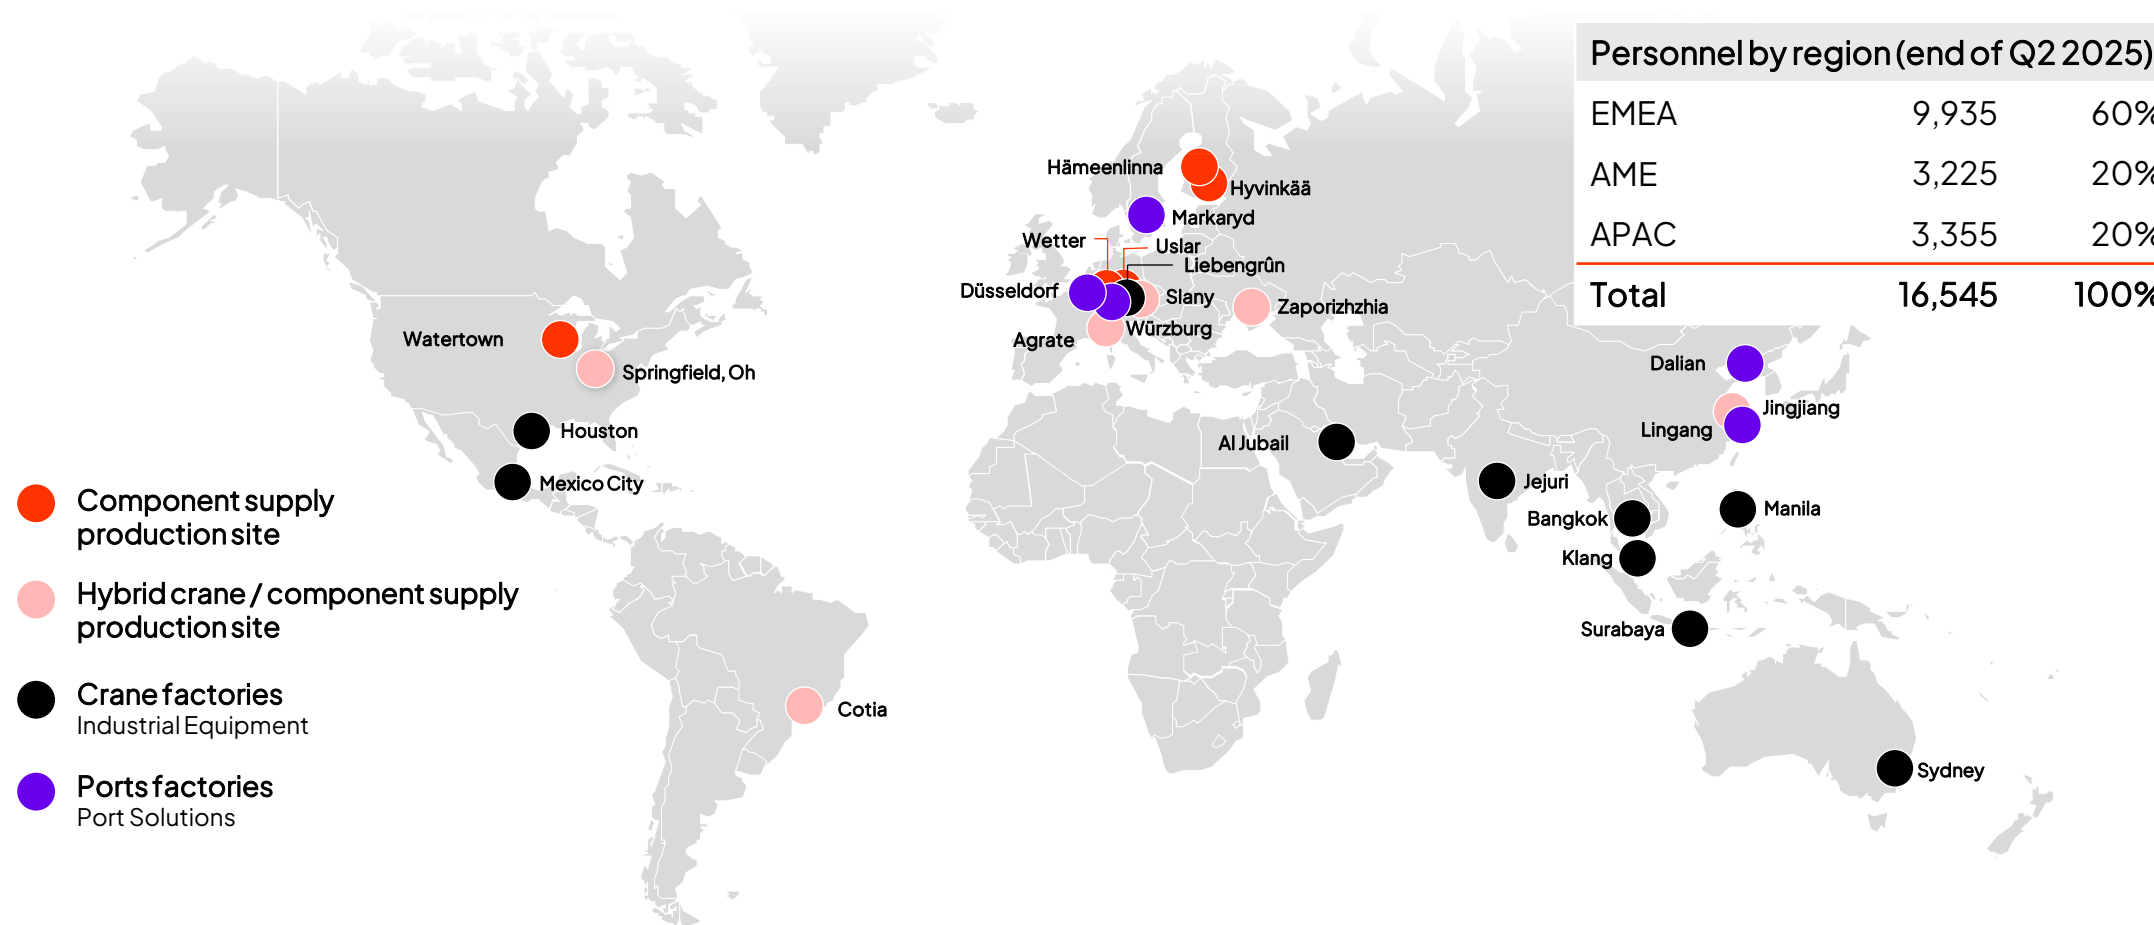 Personnel by region (end of Q2 2025)
EMEA 9,935 60%
AME 3,225 20%
APAC 3,355 20%
Total 16,545 100%
Hämeenlinna
Hyvinkää
Markaryd
Wetter
Uslar
Liebengrûn
Düsseldorf
Slany
Zaporizhzhia
Würzburg
Agrate
Watertown
Springfield, Oh
Houston
Mexico City
Dalian
Jingjiang
Lingang
Al Jubail
Jejuri
Bangkok
Manila
Klang
Surabaya
Cotia
Sydney
Component supply
production site
Hybrid crane / component supply
production site
Crane factories
Industrial Equipment
Ports factories
Port Solutions